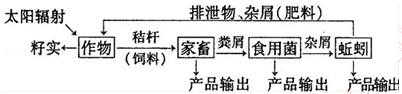 太阳辐射
排泄物、杂屑(肥料)
籽实 作物 秸杆 (饲料) 家畜 粪屑 食用菌 杂屑 蚯蚓
产品输出 产品输出 产品输出